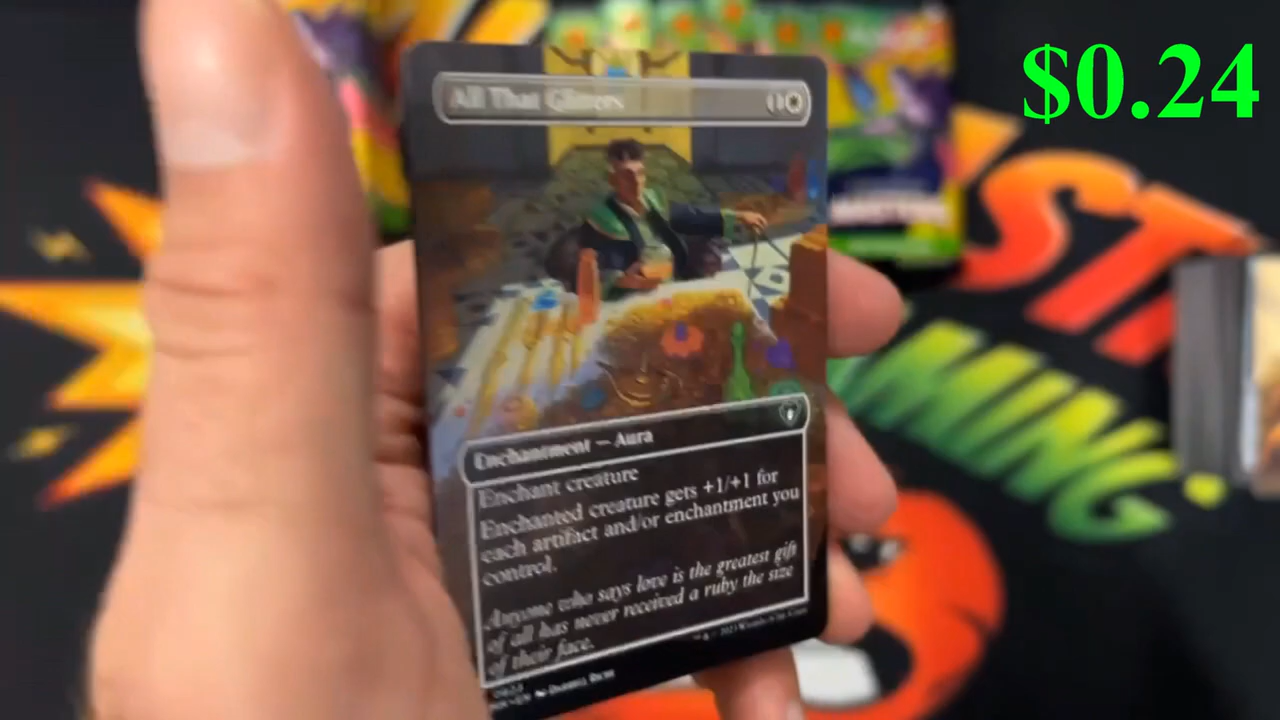 $0.24
All That Glitters
Enchantment — Aura
Enchant creature
Enchanted creature gets +1/+1 for
each artifact and/or enchantment you
control.
Anyone who says love is the greatest gift
of all has never received a ruby the size
of their face.